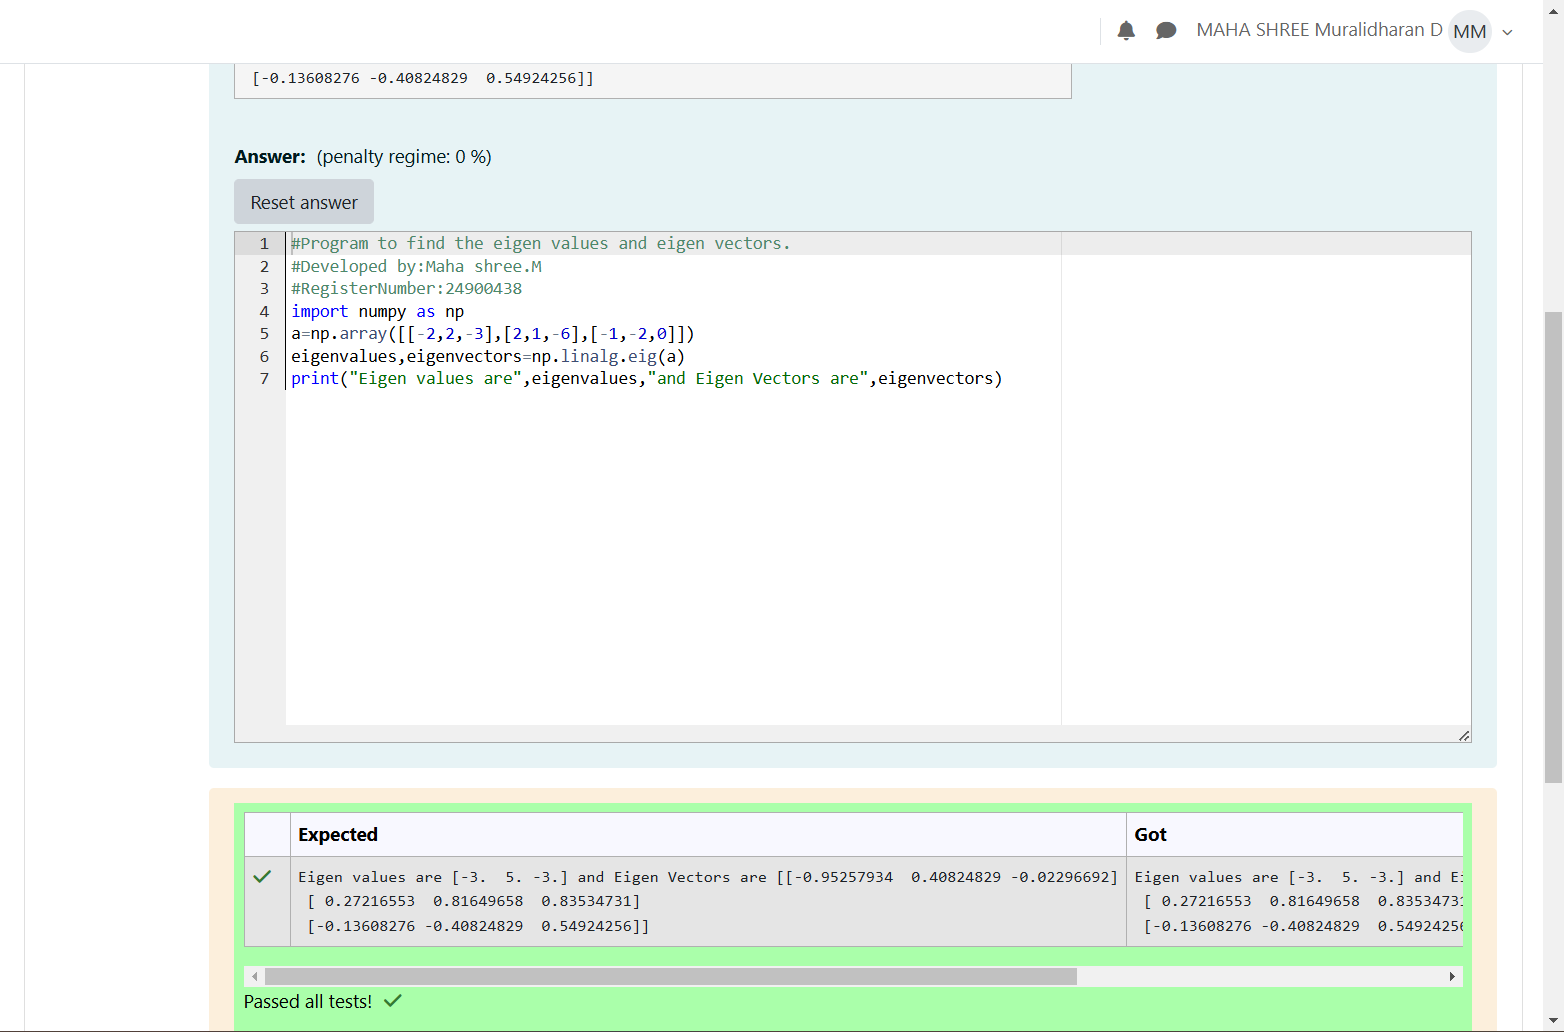 MAHA SHREE Muralidharan D MM
[-0.13608276 -0.40824829  0.54924256]]
Answer: (penalty regime: 0 %)
Reset answer
1 #Program to find the eigen values and eigen vectors.
2 #Developed by:Maha shree.M
3 #RegisterNumber:24900438
4 import numpy as np
5 a=np.array([[-2,2,-3],[2,1,-6],[-1,-2,0]])
6 eigenvalues,eigenvectors=np.linalg.eig(a)
7 print("Eigen values are",eigenvalues,"and Eigen Vectors are",eigenvectors)
Expected Got
Eigen values are [-3.  5. -3.] and Eigen Vectors are [[-0.95257934  0.40824829 -0.02296692] Eigen values are [-3.  5. -3.] and
[ 0.27216553  0.81649658  0.83534731] [ 0.27216553  0.81649658  0.8353473
[-0.13608276 -0.40824829  0.54924256]] [-0.13608276 -0.40824829  0.5492425
Passed all tests!